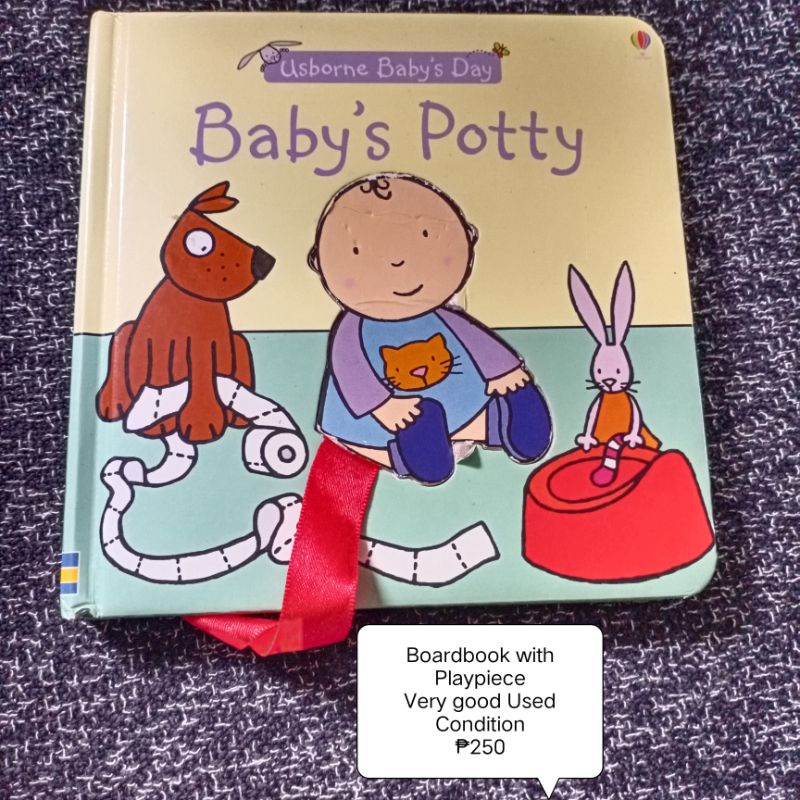 Usborne Baby's Day
Baby's Potty
Boardbook with
Playpiece
Very good Used
Condition
₱250